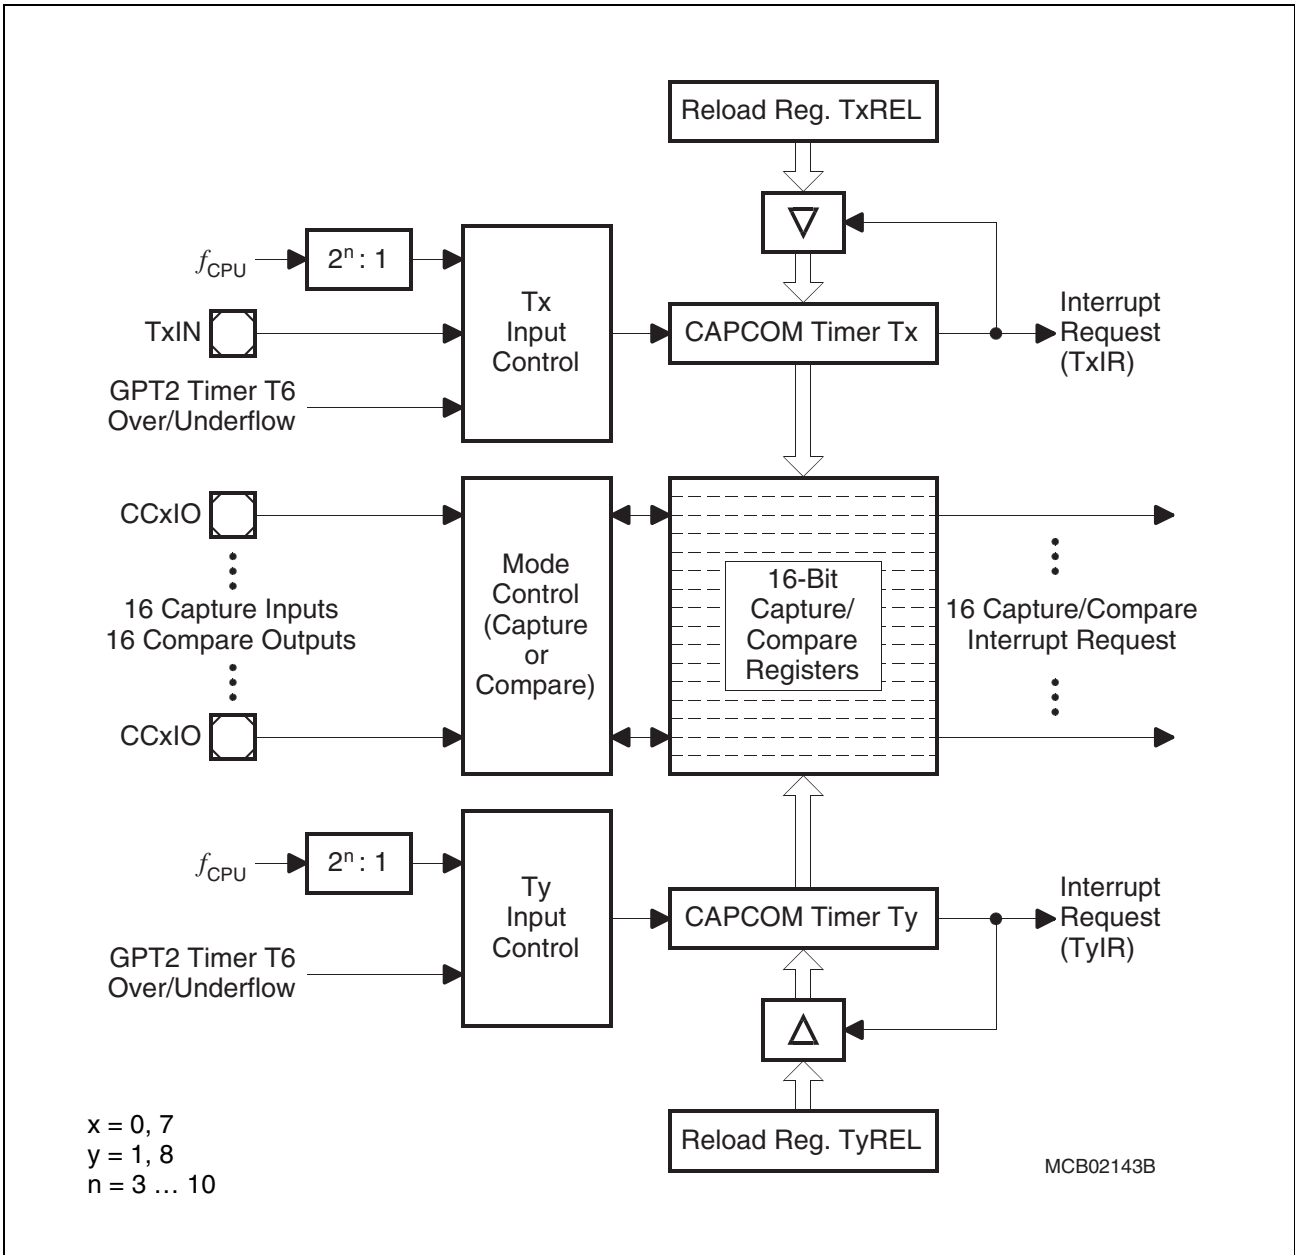 Reload Reg. TxREL
▽
fCPU
2ⁿ : 1
Tx
Input
Control
TxIN
CAPCOM Timer Tx
Interrupt
Request
(TxIR)
GPT2 Timer T6
Over/Underflow
CCxIO
Mode
Control
(Capture
or
Compare)
16-Bit
Capture/
Compare
Registers
16 Capture Inputs
16 Compare Outputs
16 Capture/Compare
Interrupt Request
CCxIO
fCPU
2ⁿ : 1
Ty
Input
Control
CAPCOM Timer Ty
Interrupt
Request
(TyIR)
GPT2 Timer T6
Over/Underflow
△
Reload Reg. TyREL
x = 0, 7
y = 1, 8
n = 3 … 10
MCB02143B